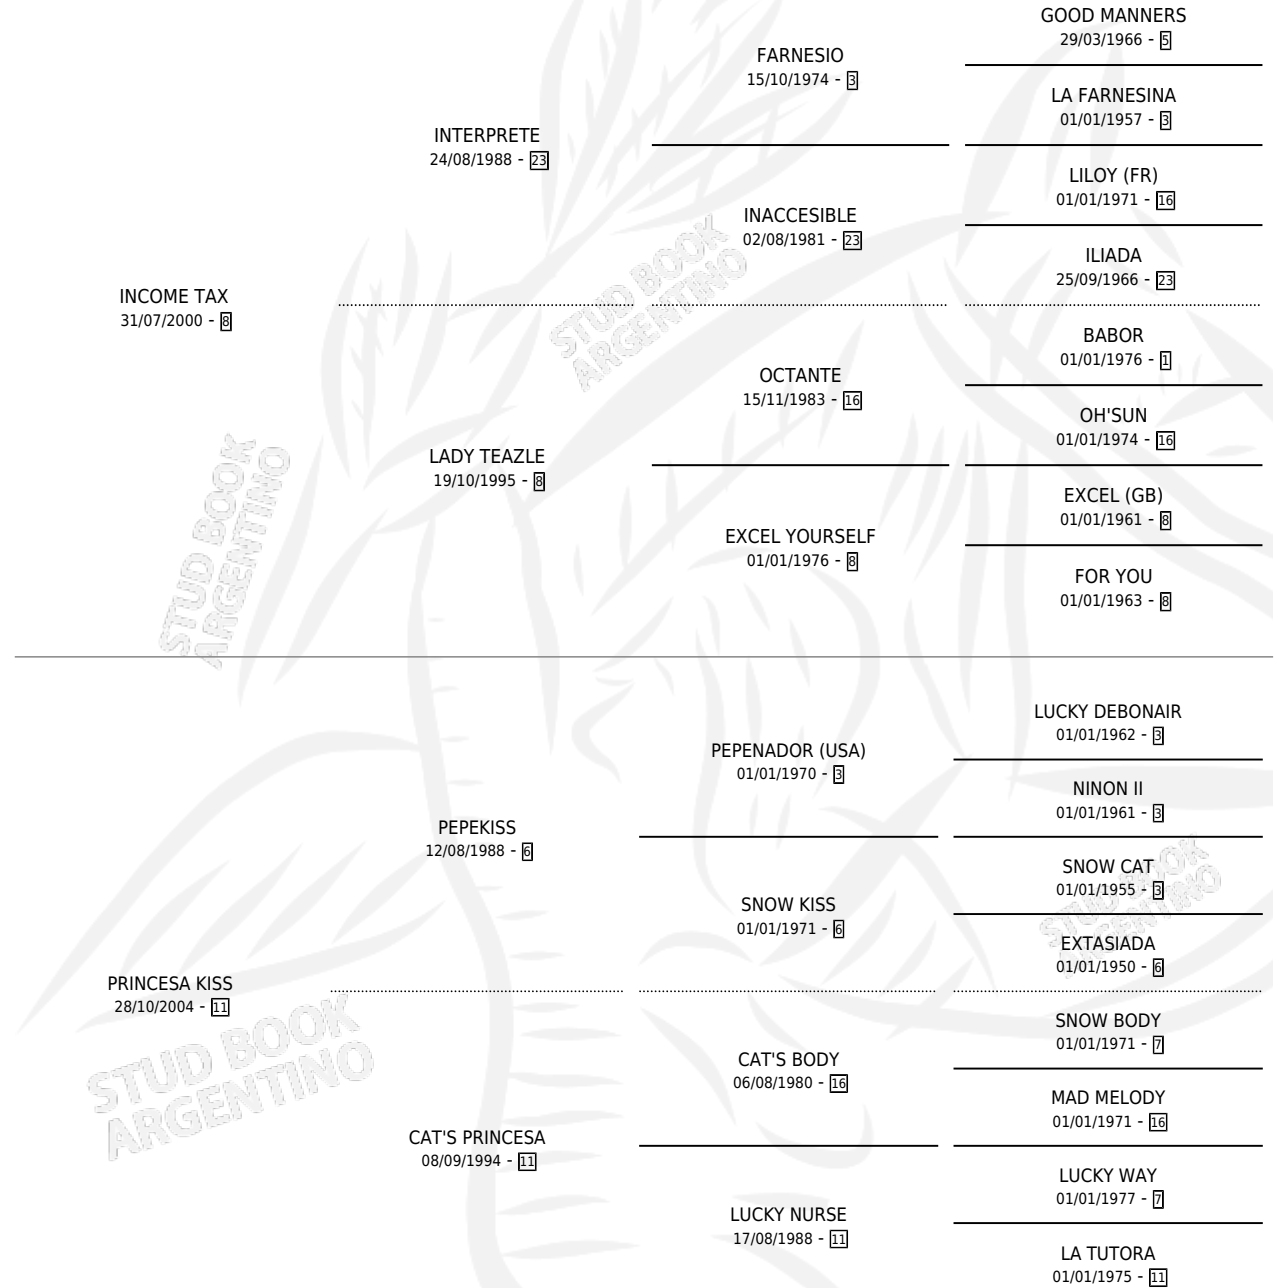 GOOD MANNERS
29/03/1966 - 5
FARNESIO
15/10/1974 - 3
LA FARNESINA
01/01/1957 - 3
INTERPRETE
24/08/1988 - 23
LILOY (FR)
01/01/1971 - 16
INACCESIBLE
02/08/1981 - 23
ILIADA
25/09/1966 - 23
INCOME TAX
31/07/2000 - 8
BABOR
01/01/1976 - 1
OCTANTE
15/11/1983 - 16
OH'SUN
01/01/1974 - 16
LADY TEAZLE
19/10/1995 - 8
EXCEL (GB)
01/01/1961 - 8
EXCEL YOURSELF
01/01/1976 - 8
FOR YOU
01/01/1963 - 8
LUCKY DEBONAIR
01/01/1962 - 3
PEPENADOR (USA)
01/01/1970 - 3
NINON II
01/01/1961 - 3
PEPEKISS
12/08/1988 - 6
SNOW CAT
01/01/1955 - 3
SNOW KISS
01/01/1971 - 6
EXTASIADA
01/01/1950 - 6
PRINCESA KISS
28/10/2004 - 11
SNOW BODY
01/01/1971 - 7
CAT'S BODY
06/08/1980 - 16
MAD MELODY
01/01/1971 - 16
CAT'S PRINCESA
08/09/1994 - 11
LUCKY WAY
01/01/1977 - 7
LUCKY NURSE
17/08/1988 - 11
LA TUTORA
01/01/1975 - 11
STUD BOOK
ARGENTINO
STUD BOOK
ARGENTINO
STUD BOOK
ARGENTINO
STUD BOOK
ARGENTINO